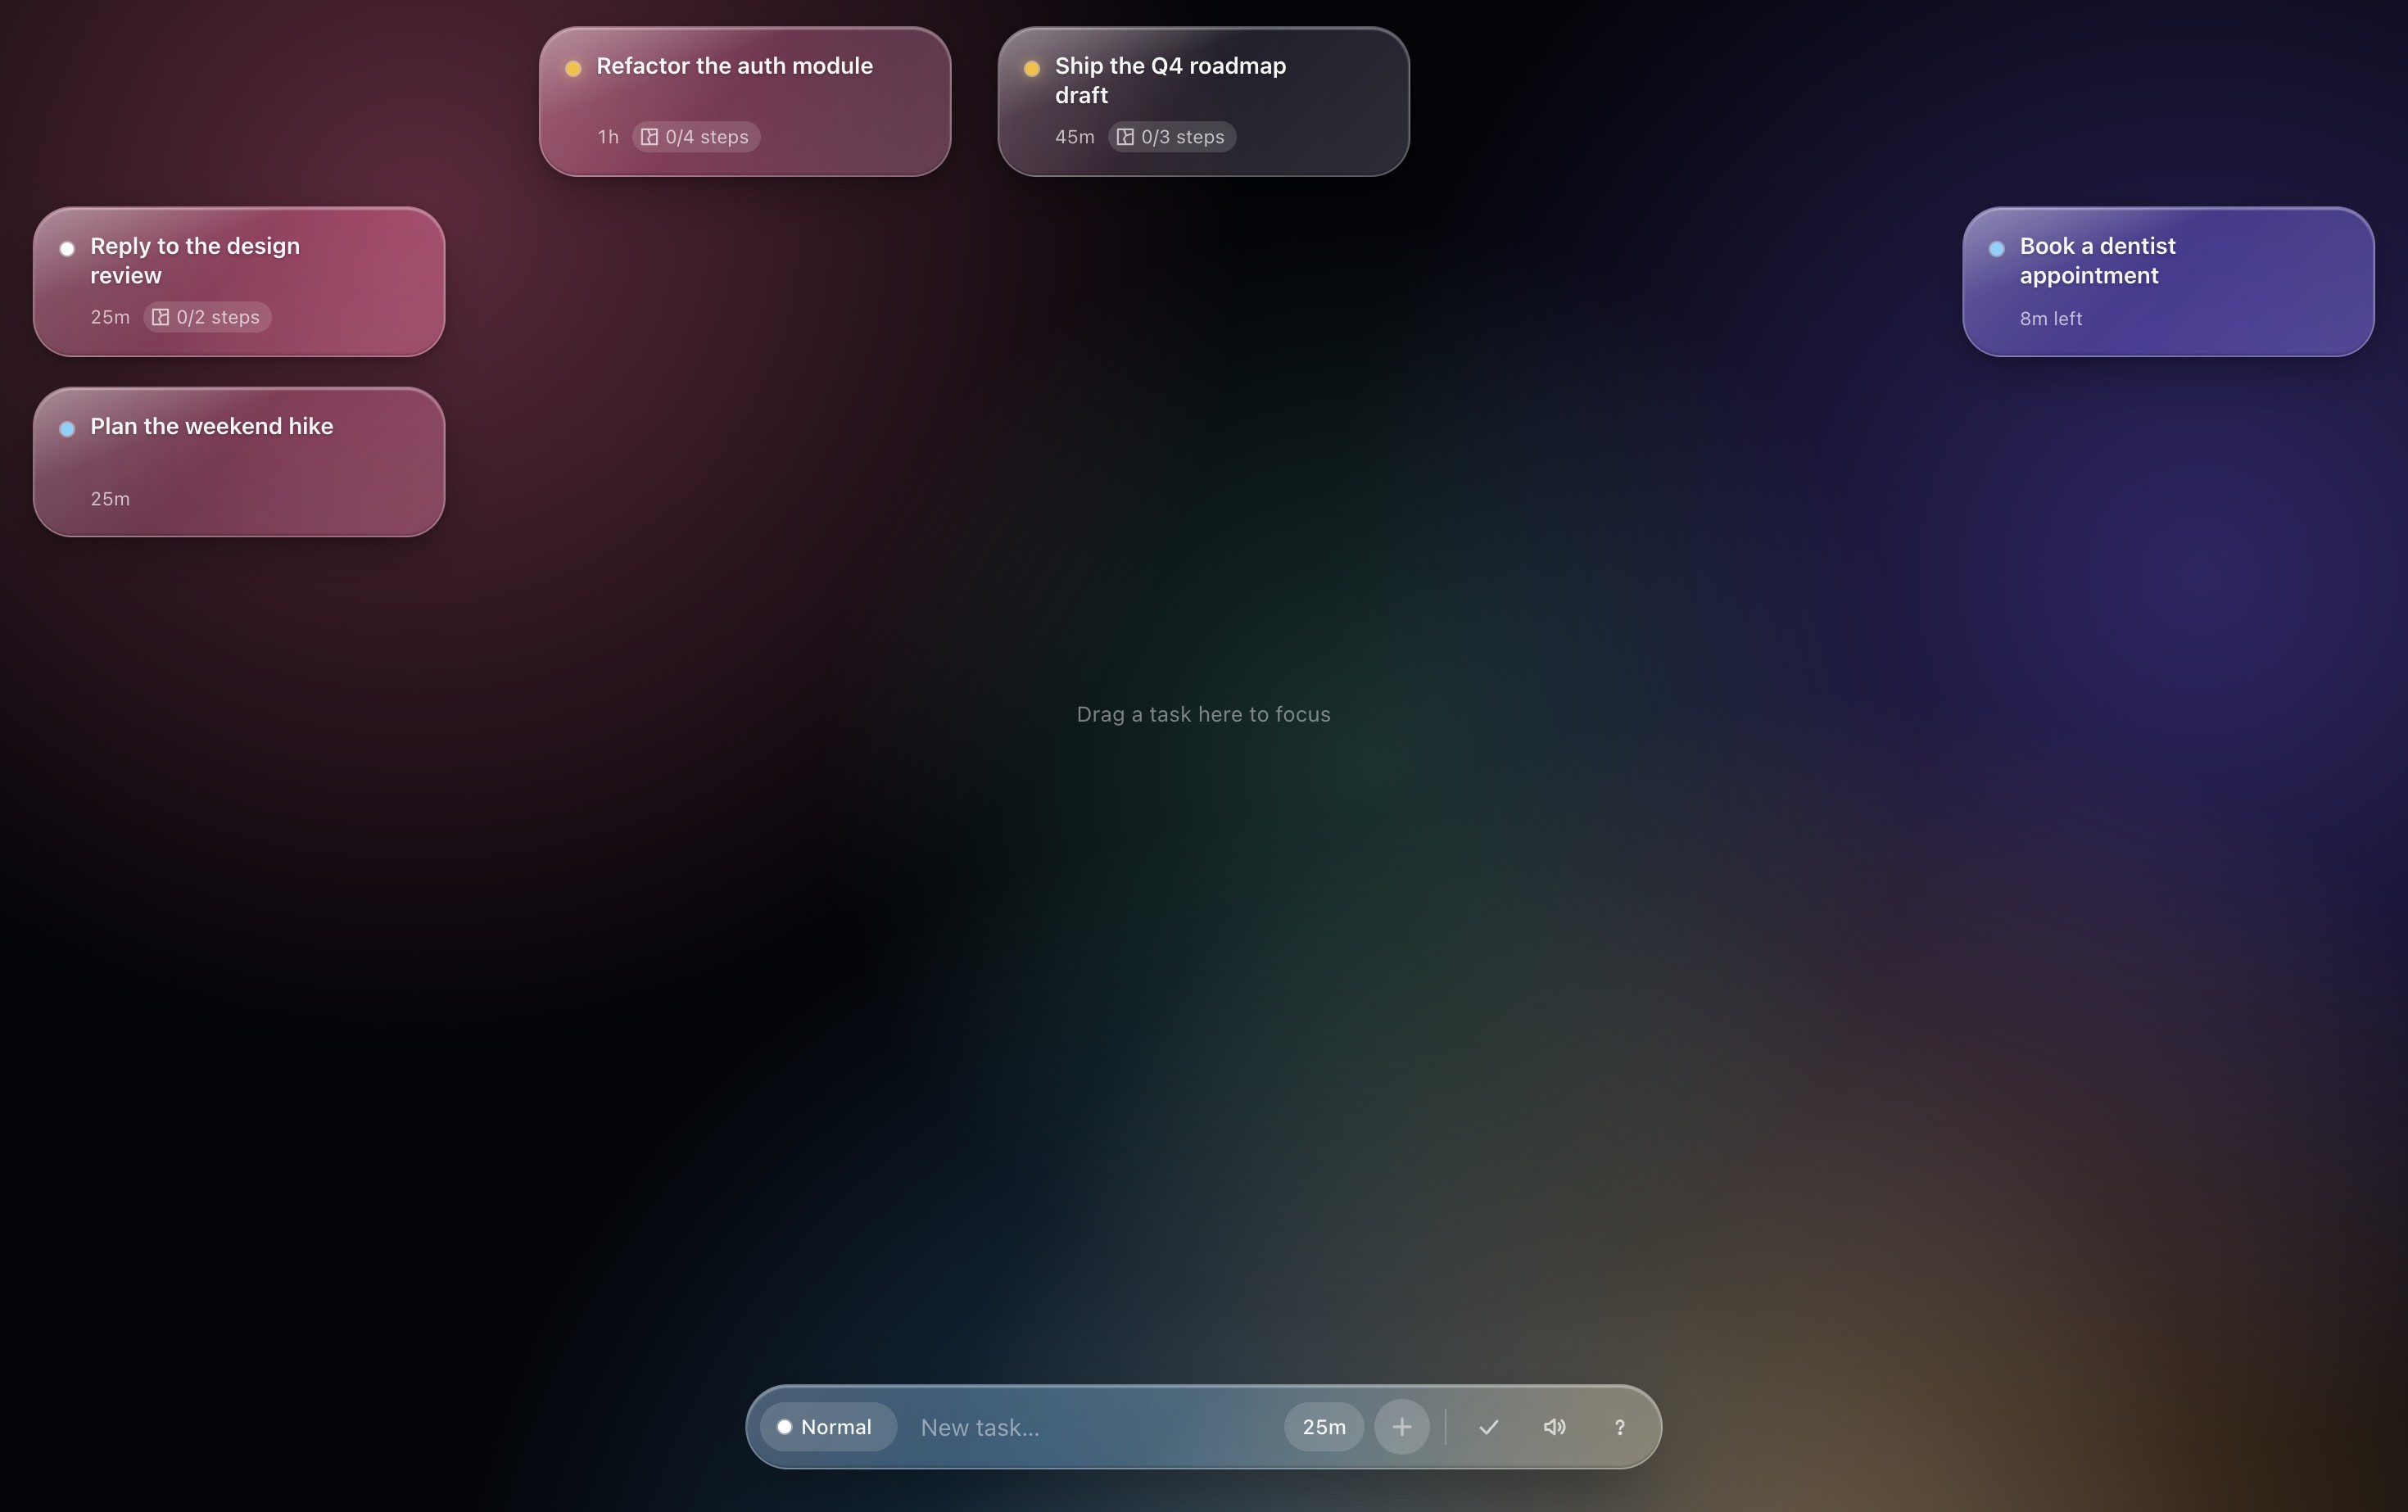 Refactor the auth module
1h 0/4 steps
Ship the Q4 roadmap
draft
45m 0/3 steps
Reply to the design
review
25m 0/2 steps
Book a dentist
appointment
8m left
Plan the weekend hike
25m
Drag a task here to focus
Normal New task... 25m ?